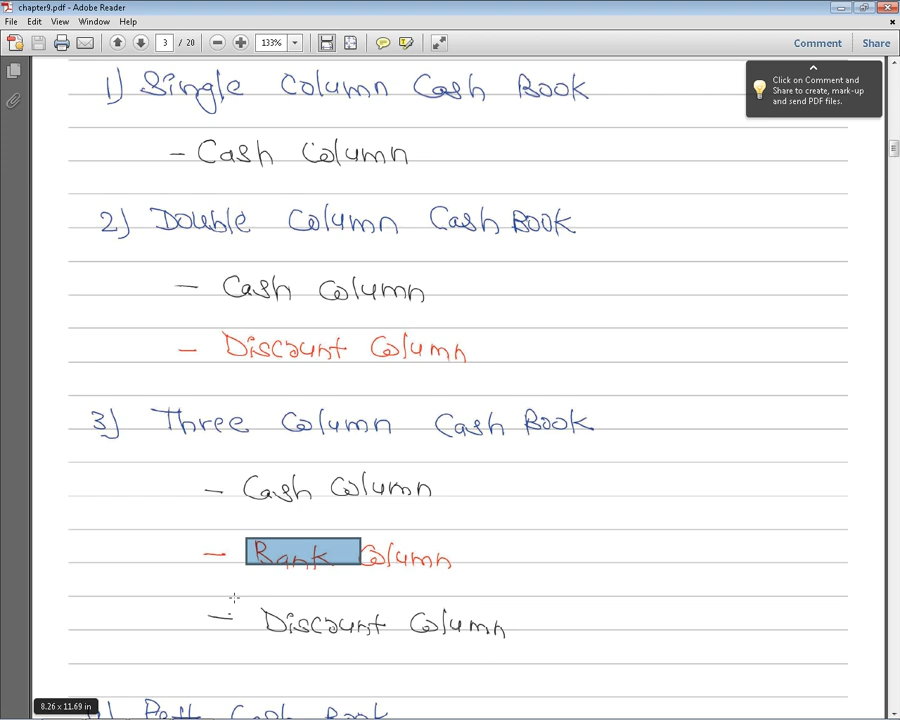 chapter9.pdf - Adobe Reader
File Edit View Window Help
3 / 20
133%
Comment
Share
Click on Comment and
Share to create, mark-up
and send PDF files.
1) Single Column Cash Book
- Cash Column
2) Double Column Cash Book
- Cash Column
- Discount Column
3) Three Column Cash Book
- Cash Column
- Bank Column
- Discount Column
Cash Book
8.26 x 11.69 in